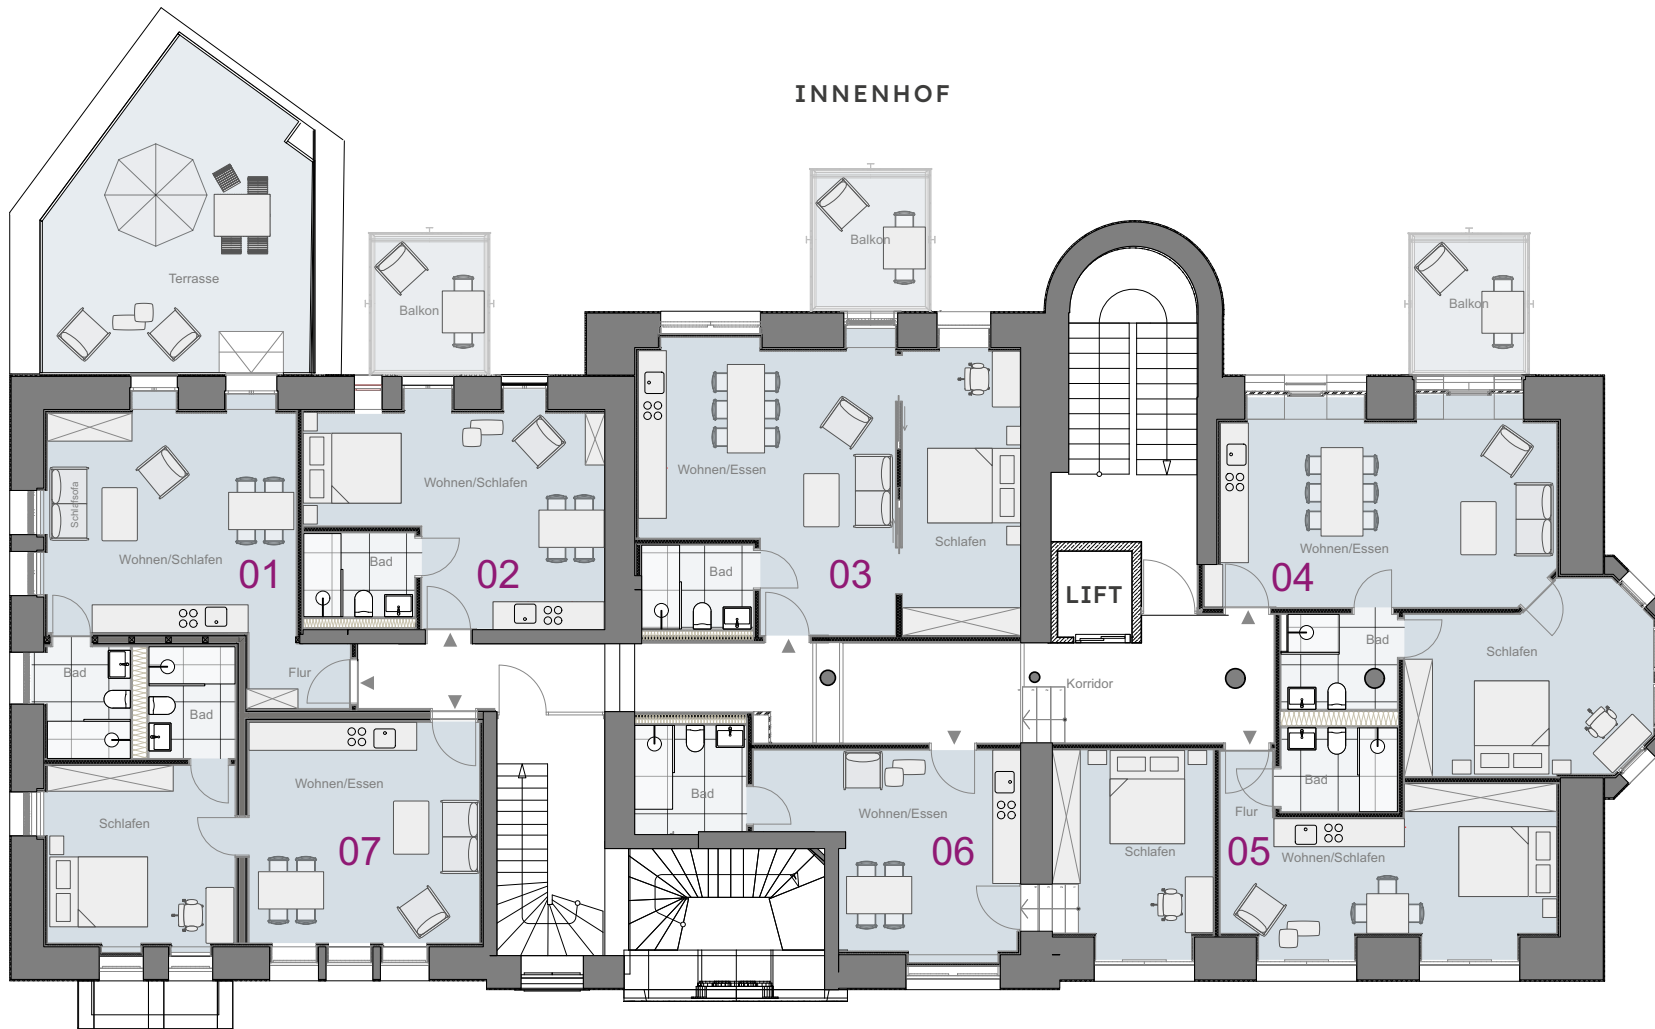 INNENHOF
Terrasse
Balkon
Balkon
Balkon
Schlafsofa
Wohnen/Schlafen
01
Wohnen/Schlafen
Bad
02
Wohnen/Essen
Schlafen
Bad
03
LIFT
Wohnen/Essen
04
Bad
Schlafen
Bad
Bad
Flur
Korridor
Schlafen
Wohnen/Essen
07
Bad
Wohnen/Essen
06
Schlafen
Bad
Flur
05
Wohnen/Schlafen